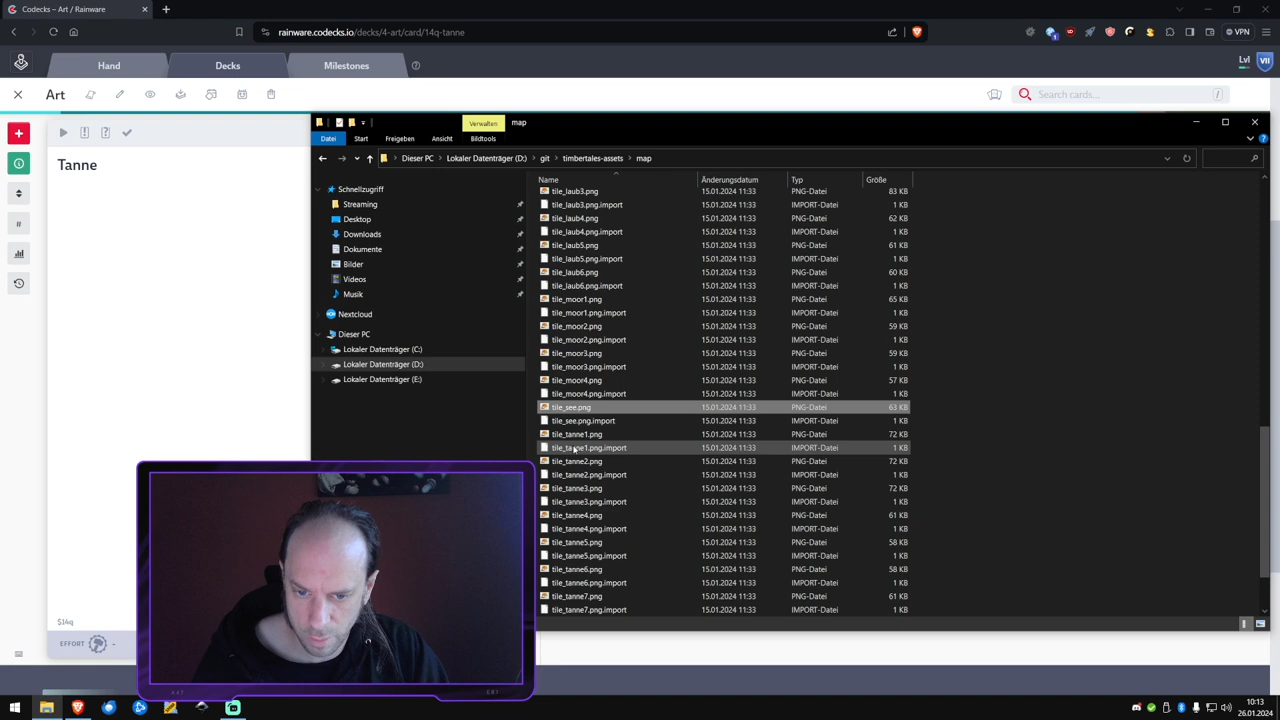 Codecks – Art / Rainware
rainware.codecks.io/decks/4-art/card/14q-tanne
VPN
Hand
Decks
Milestones
Lvl
VII
Art
Search cards...
/
Tanne
Verwalten
map
Datei
Start
Freigeben
Ansicht
Bildtools
Dieser PC
Lokaler Datenträger (D:)
git
timbertales-assets
map
Name
Änderungsdatum
Typ
Größe
Schnellzugriff
Streaming
Desktop
Downloads
Dokumente
Bilder
Videos
Musik
Nextcloud
Dieser PC
Lokaler Datenträger (C:)
Lokaler Datenträger (D:)
Lokaler Datenträger (E:)
tile_laub3.png 15.01.2024 11:33 PNG-Datei 83 KB
tile_laub3.png.import 15.01.2024 11:33 IMPORT-Datei 1 KB
tile_laub4.png 15.01.2024 11:33 PNG-Datei 62 KB
tile_laub4.png.import 15.01.2024 11:33 IMPORT-Datei 1 KB
tile_laub5.png 15.01.2024 11:33 PNG-Datei 61 KB
tile_laub5.png.import 15.01.2024 11:33 IMPORT-Datei 1 KB
tile_laub6.png 15.01.2024 11:33 PNG-Datei 60 KB
tile_laub6.png.import 15.01.2024 11:33 IMPORT-Datei 1 KB
tile_moor1.png 15.01.2024 11:33 PNG-Datei 65 KB
tile_moor1.png.import 15.01.2024 11:33 IMPORT-Datei 1 KB
tile_moor2.png 15.01.2024 11:33 PNG-Datei 59 KB
tile_moor2.png.import 15.01.2024 11:33 IMPORT-Datei 1 KB
tile_moor3.png 15.01.2024 11:33 PNG-Datei 59 KB
tile_moor3.png.import 15.01.2024 11:33 IMPORT-Datei 1 KB
tile_moor4.png 15.01.2024 11:33 PNG-Datei 57 KB
tile_moor4.png.import 15.01.2024 11:33 IMPORT-Datei 1 KB
tile_see.png 15.01.2024 11:33 PNG-Datei 63 KB
tile_see.png.import 15.01.2024 11:33 IMPORT-Datei 1 KB
tile_tanne1.png 15.01.2024 11:33 PNG-Datei 72 KB
tile_tanne1.png.import 15.01.2024 11:33 IMPORT-Datei 1 KB
tile_tanne2.png 15.01.2024 11:33 PNG-Datei 72 KB
tile_tanne2.png.import 15.01.2024 11:33 IMPORT-Datei 1 KB
tile_tanne3.png 15.01.2024 11:33 PNG-Datei 72 KB
tile_tanne3.png.import 15.01.2024 11:33 IMPORT-Datei 1 KB
tile_tanne4.png 15.01.2024 11:33 PNG-Datei 61 KB
tile_tanne4.png.import 15.01.2024 11:33 IMPORT-Datei 1 KB
tile_tanne5.png 15.01.2024 11:33 PNG-Datei 58 KB
tile_tanne5.png.import 15.01.2024 11:33 IMPORT-Datei 1 KB
tile_tanne6.png 15.01.2024 11:33 PNG-Datei 58 KB
tile_tanne6.png.import 15.01.2024 11:33 IMPORT-Datei 1 KB
tile_tanne7.png 15.01.2024 11:33 PNG-Datei 61 KB
tile_tanne7.png.import 15.01.2024 11:33 IMPORT-Datei 1 KB
$14q
EFFORT -
10:13
26.01.2024